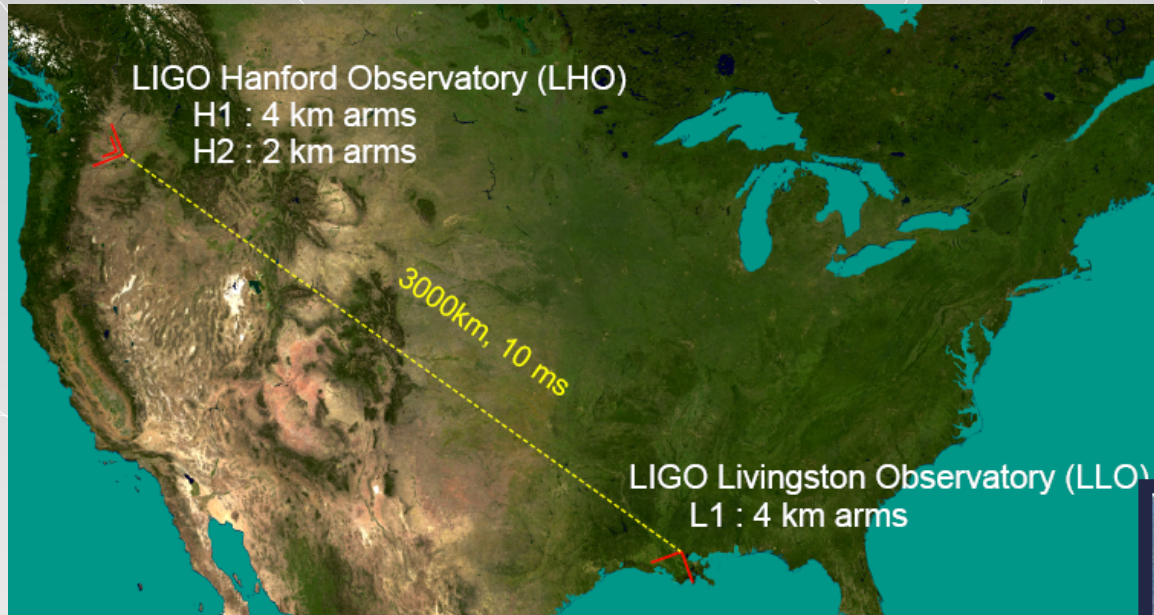 LIGO Hanford Observatory (LHO)
H1 : 4 km arms
H2 : 2 km arms
3000km, 10 ms
LIGO Livingston Observatory (LLO)
L1 : 4 km arms